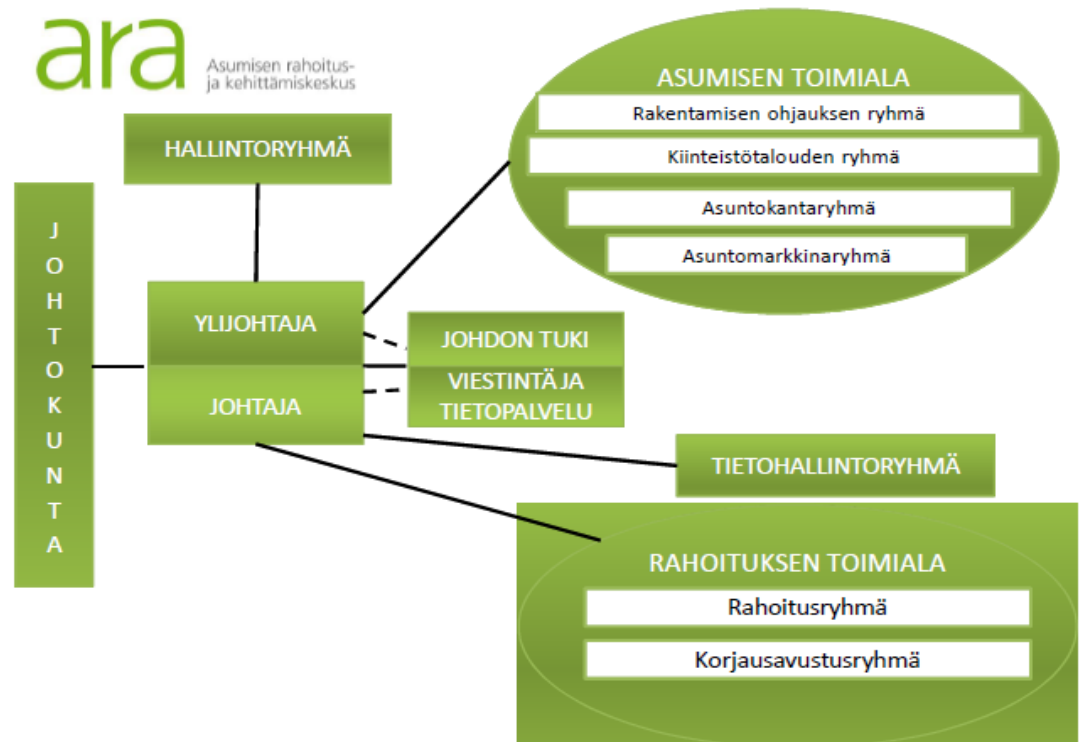 ara
Asumisen rahoitus-
ja kehittämiskeskus
HALLINTORYHMÄ
JOHTOKUNTA
YLIJOHTAJA
JOHTAJA
JOHDON TUKI
VIESTINTÄ JA
TIETOPALVELU
ASUMISEN TOIMIALA
Rakentamisen ohjauksen ryhmä
Kiinteistötalouden ryhmä
Asuntokantaryhmä
Asuntomarkkinaryhmä
TIETOHALLINTORYHMÄ
RAHOITUKSEN TOIMIALA
Rahoitusryhmä
Korjausavustusryhmä